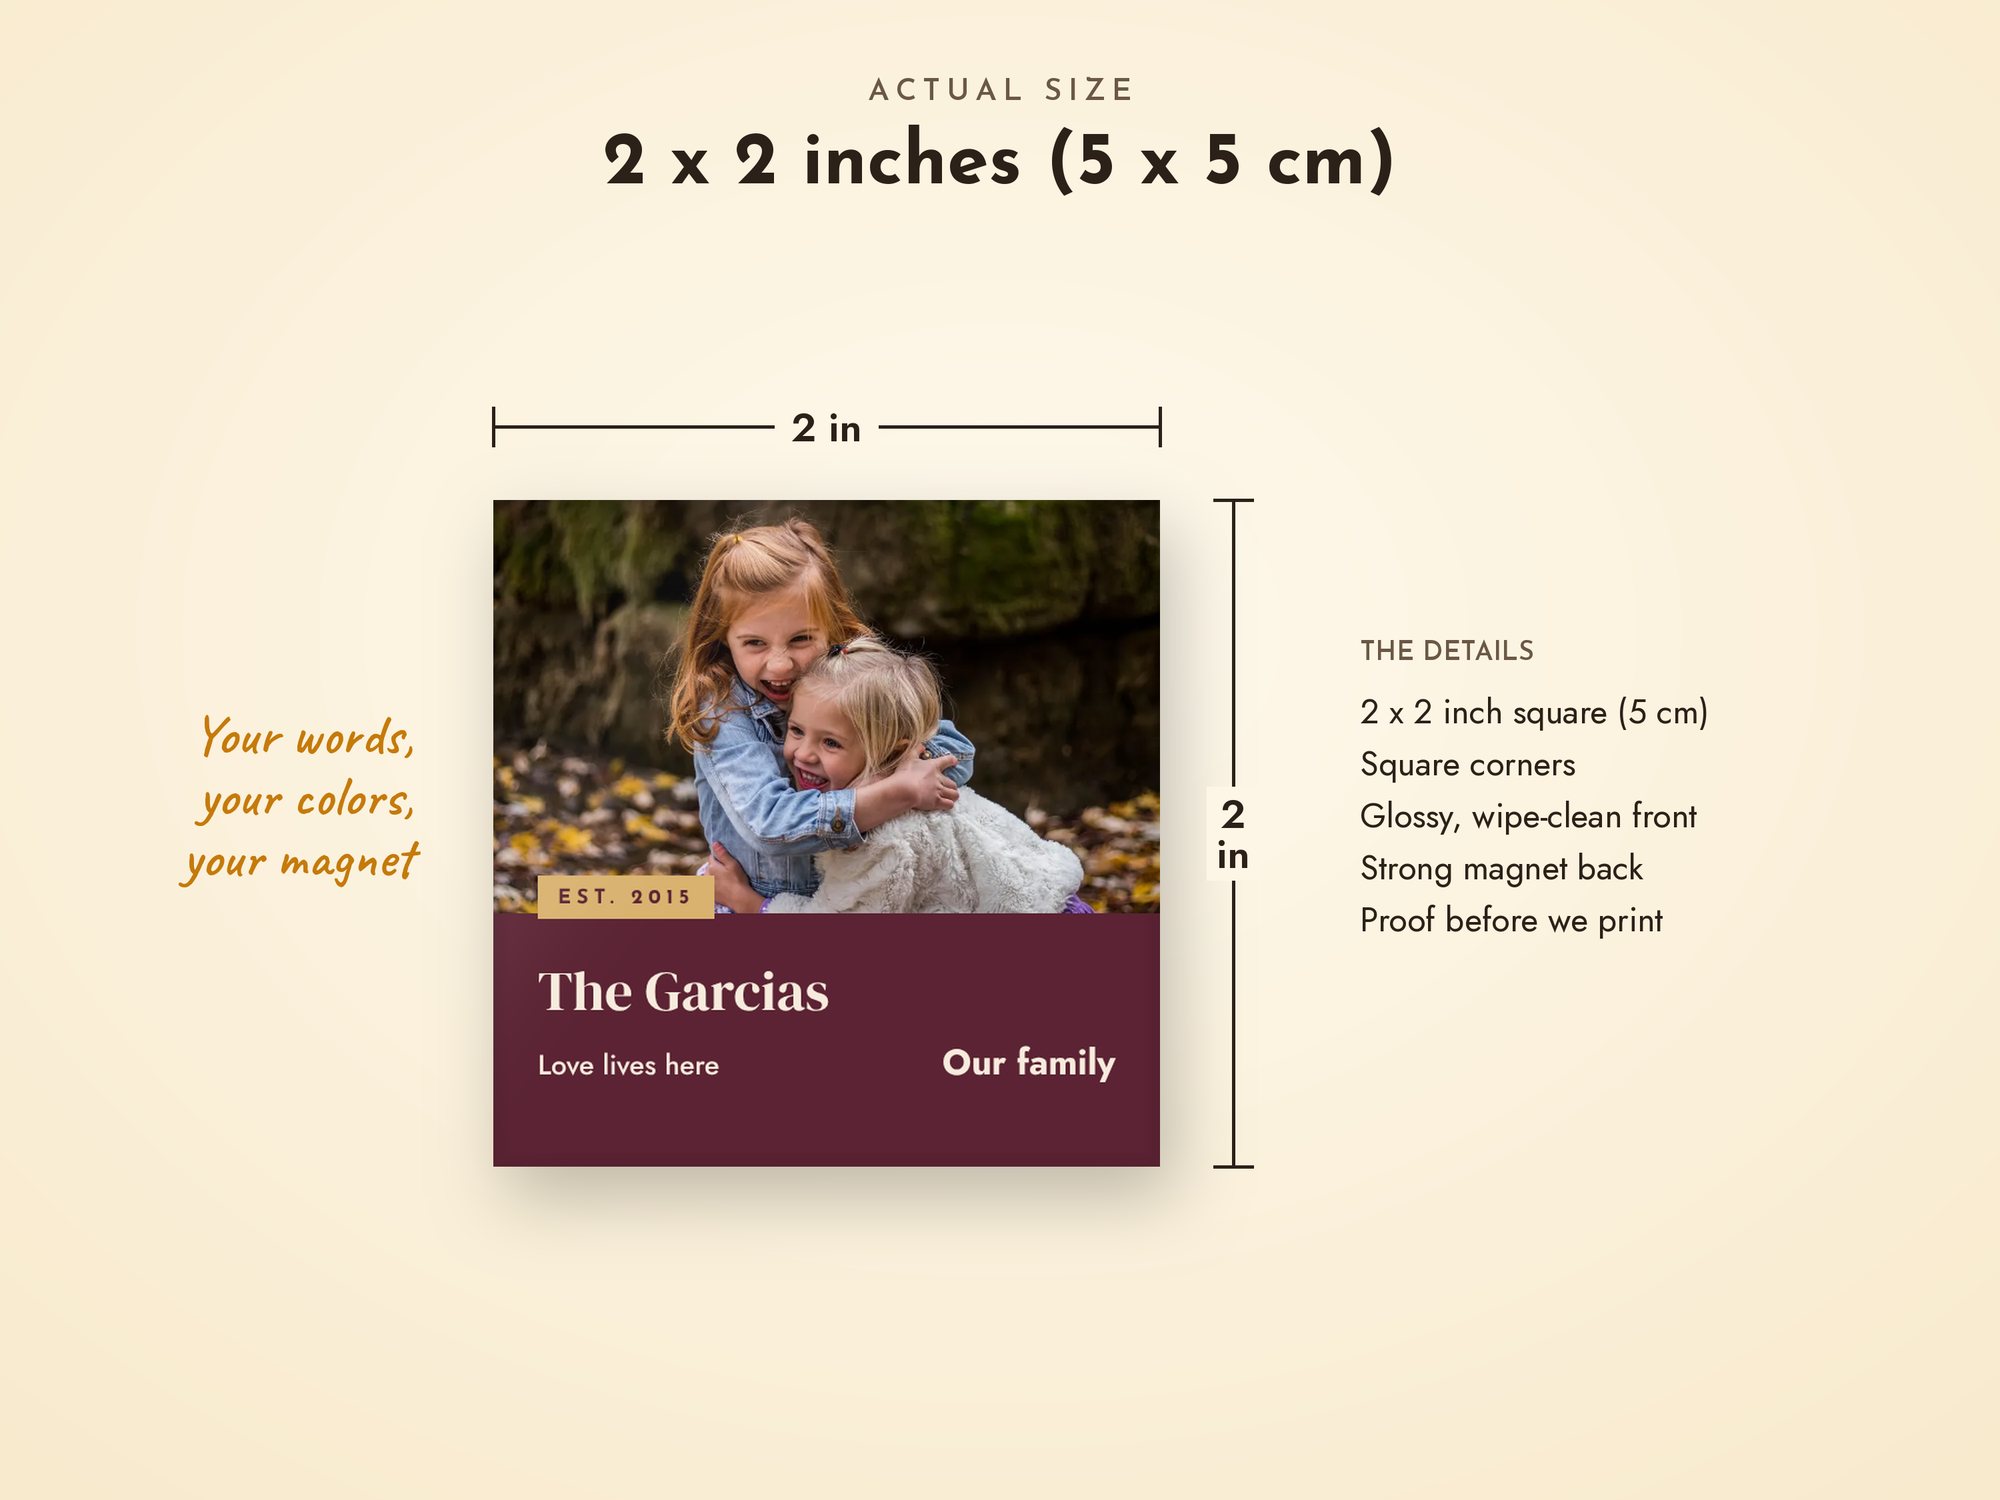 ACTUAL SIZE
2 x 2 inches (5 x 5 cm)
2 in
Your words,
your colors,
your magnet
EST. 2015
The Garcias
Love lives here
Our family
2
in
THE DETAILS
2 x 2 inch square (5 cm)
Square corners
Glossy, wipe-clean front
Strong magnet back
Proof before we print